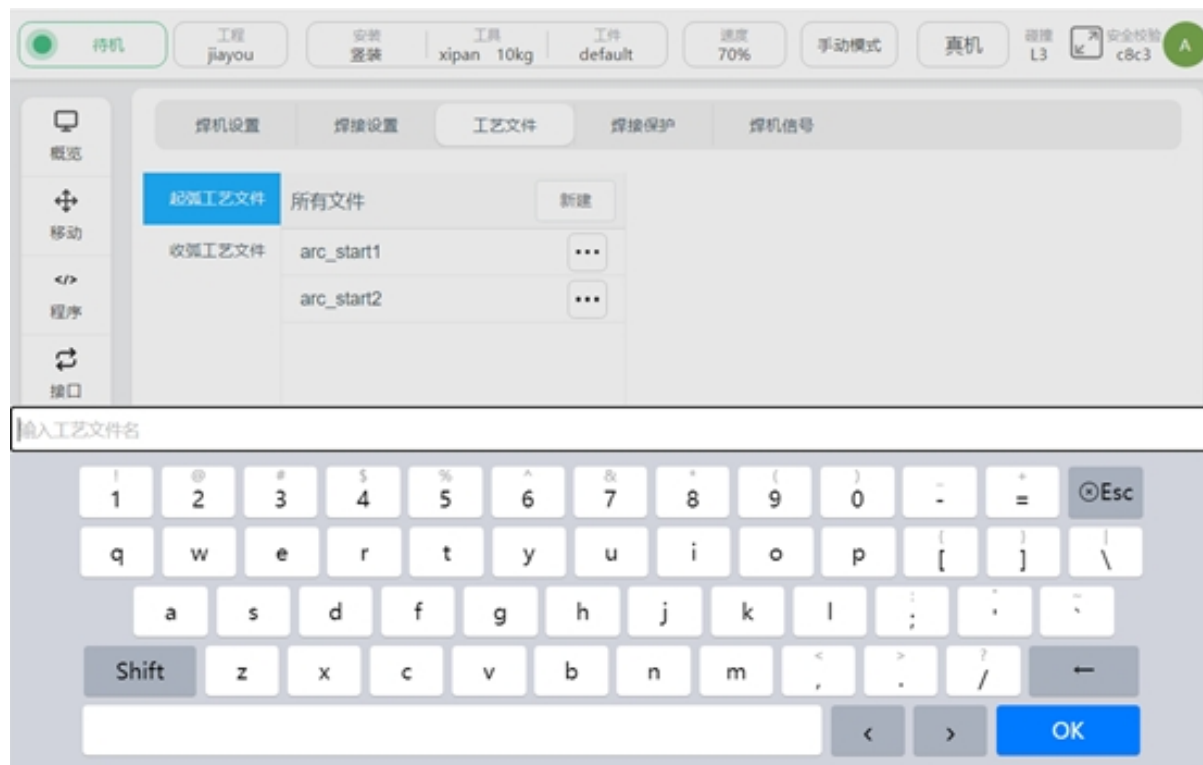 待机
工程
jiayou
安装
竖装
工具
xipan 10kg
工件
default
速度
70%
手动模式
真机
碰撞
L3
安全校验
c8c3
A
概览
移动
</>
程序
接口
焊机设置 焊接设置 工艺文件 焊接保护 焊机信号
起弧工艺文件
收弧工艺文件
所有文件 新建
arc_start1 •••
arc_start2 •••
输入工艺文件名
! @ # $ % ^ & * ( ) _ +
1 2 3 4 5 6 7 8 9 0 - = Esc
{ } |
q w e r t y u i o p [ ] \
: " ~
a s d f g h j k l ; ' `
< > ?
Shift z x c v b n m , . / ←
‹ › OK